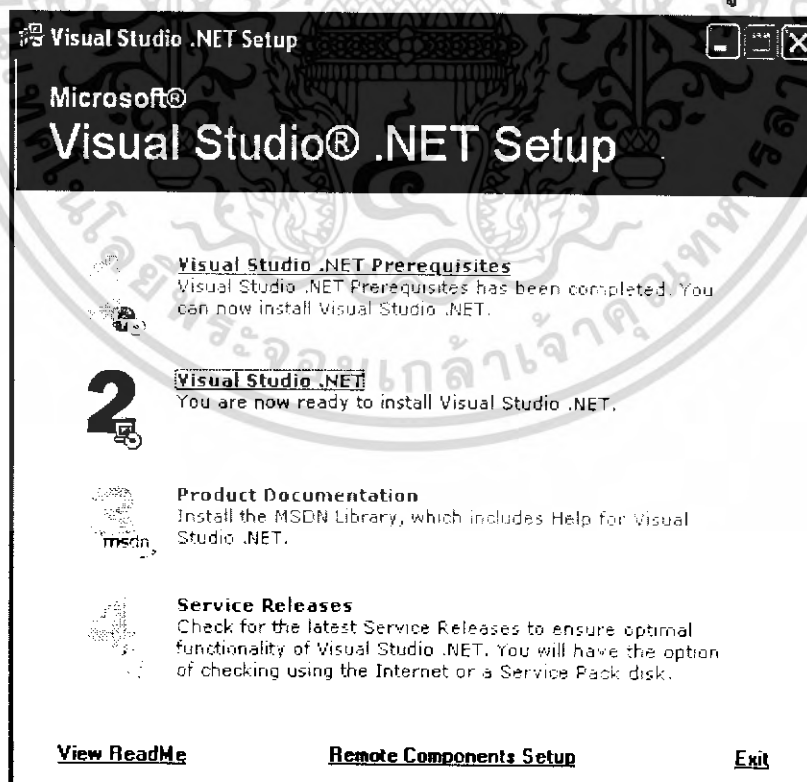 Visual Studio .NET Setup
Microsoft®
Visual Studio® .NET Setup
Visual Studio .NET Prerequisites
Visual Studio .NET Prerequisites has been completed. You
can now install Visual Studio .NET.
2
Visual Studio .NET
You are now ready to install Visual Studio .NET.
3
msdn
Product Documentation
Install the MSDN Library, which includes Help for Visual
Studio .NET.
4
Service Releases
Check for the latest Service Releases to ensure optimal
functionality of Visual Studio .NET. You will have the option
of checking using the Internet or a Service Pack disk.
View ReadMe
Remote Components Setup
Exit